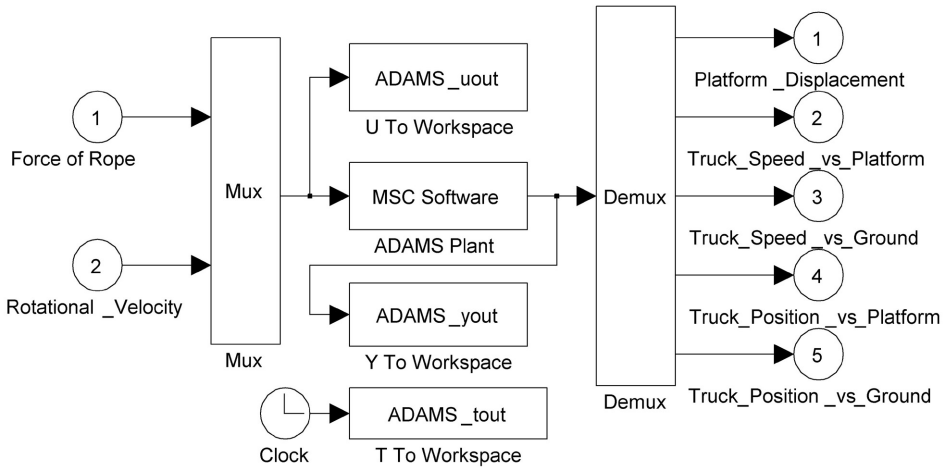 1
Force of Rope
2
Rotational _Velocity
Mux
Mux
ADAMS _uout
U To Workspace
MSC Software
ADAMS Plant
ADAMS _yout
Y To Workspace
Clock
ADAMS _tout
T To Workspace
Demux
Demux
1
Platform _Displacement
2
Truck_Speed _vs_Platform
3
Truck_Speed _vs_Ground
4
Truck_Position _vs_Platform
5
Truck_Position _vs_Ground